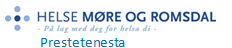 HELSE MØRE OG ROMSDAL
- På lag med deg for helsa di -
Prestetenesta